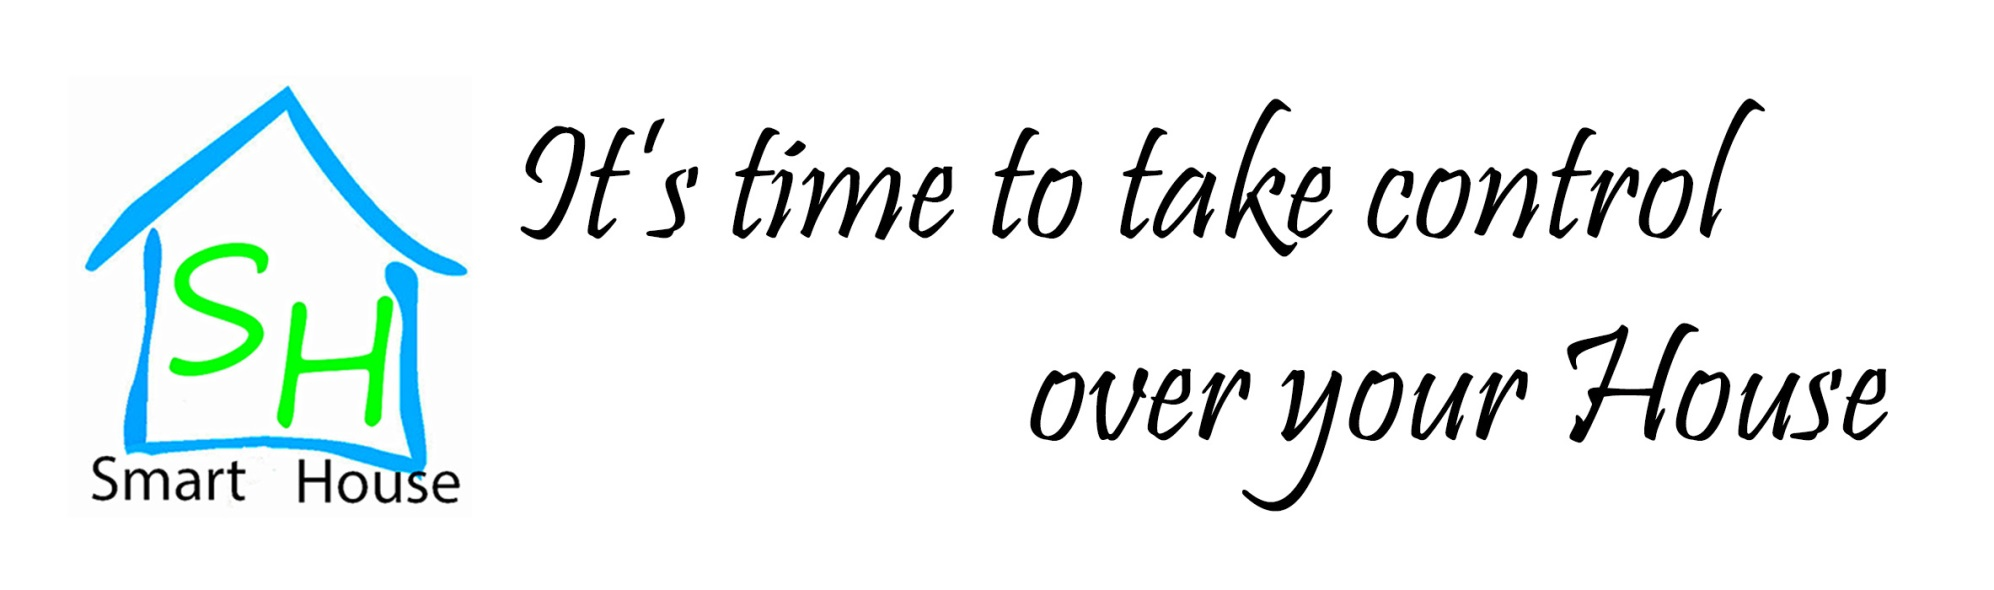 SH
Smart House
It's time to take control
over your House